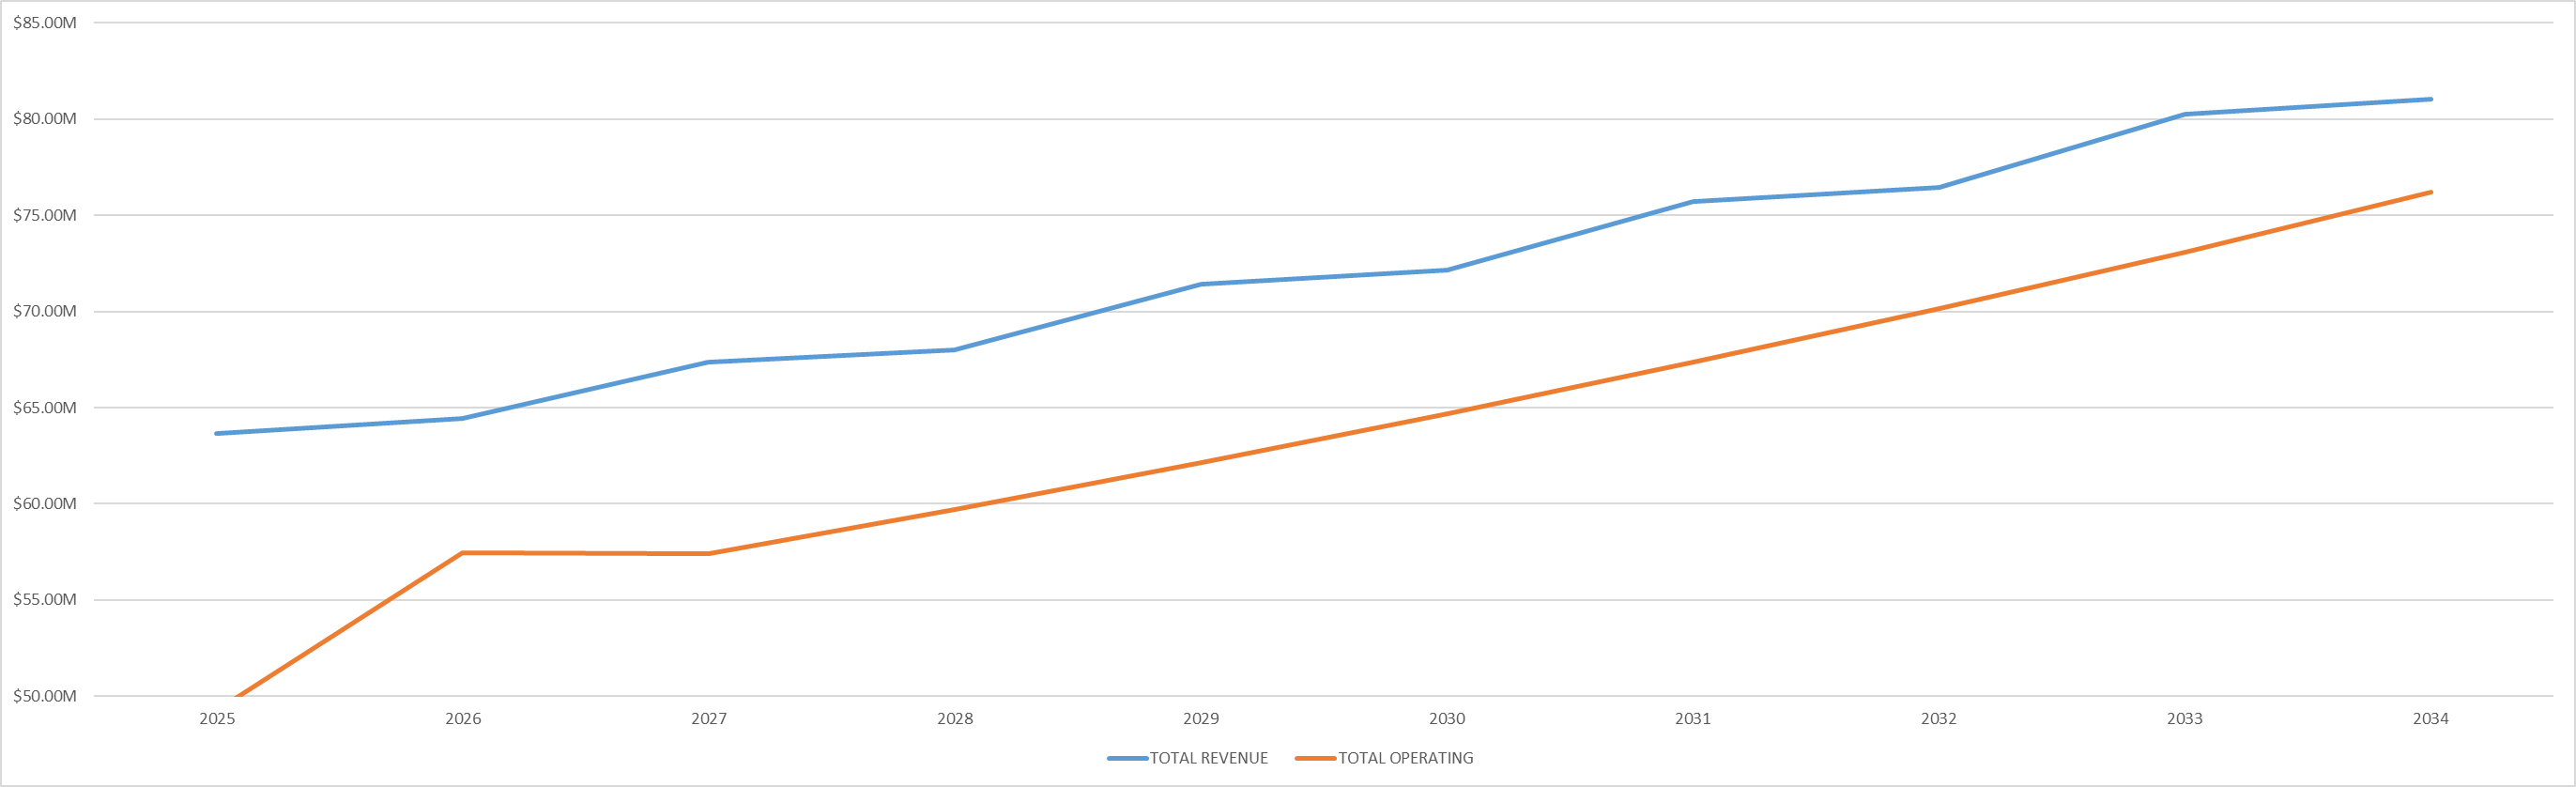 $85.00M
$80.00M
$75.00M
$70.00M
$65.00M
$60.00M
$55.00M
$50.00M
2025 2026 2027 2028 2029 2030 2031 2032 2033 2034
TOTAL REVENUE TOTAL OPERATING